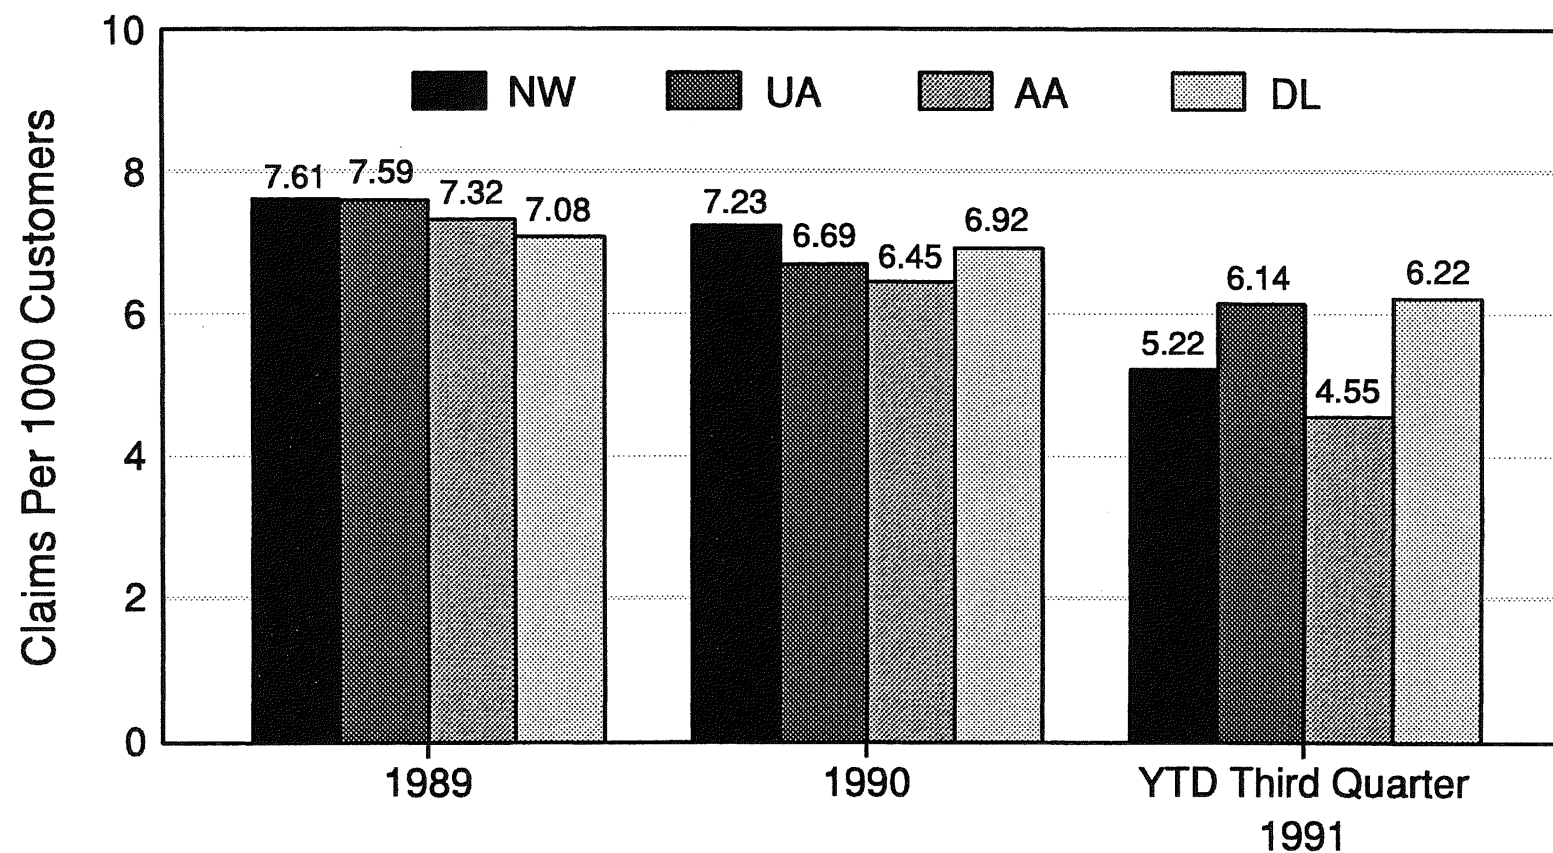 Claims Per 1000 Customers
10
8
6
4
2
0
NW UA AA DL
7.61 7.59 7.32 7.08
7.23 6.69 6.45 6.92
5.22 6.14 4.55 6.22
1989 1990 YTD Third Quarter
1991